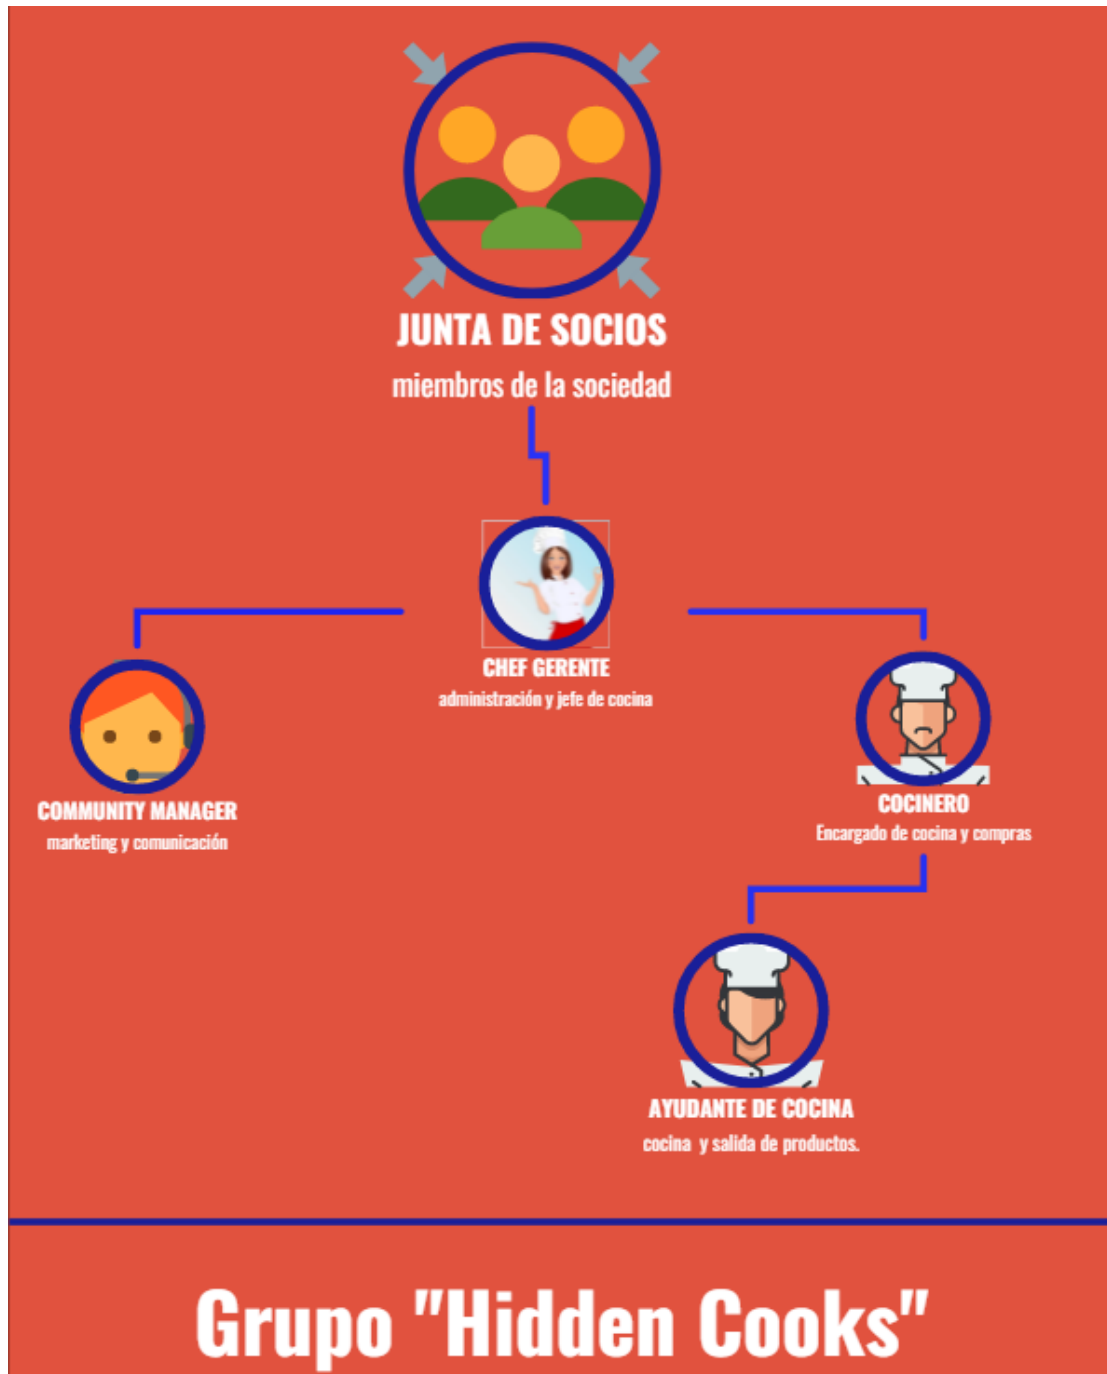 JUNTA DE SOCIOS
miembros de la sociedad
CHEF GERENTE
administración y jefe de cocina
COMMUNITY MANAGER
marketing y comunicación
COCINERO
Encargado de cocina y compras
AYUDANTE DE COCINA
cocina y salida de productos.
Grupo "Hidden Cooks"